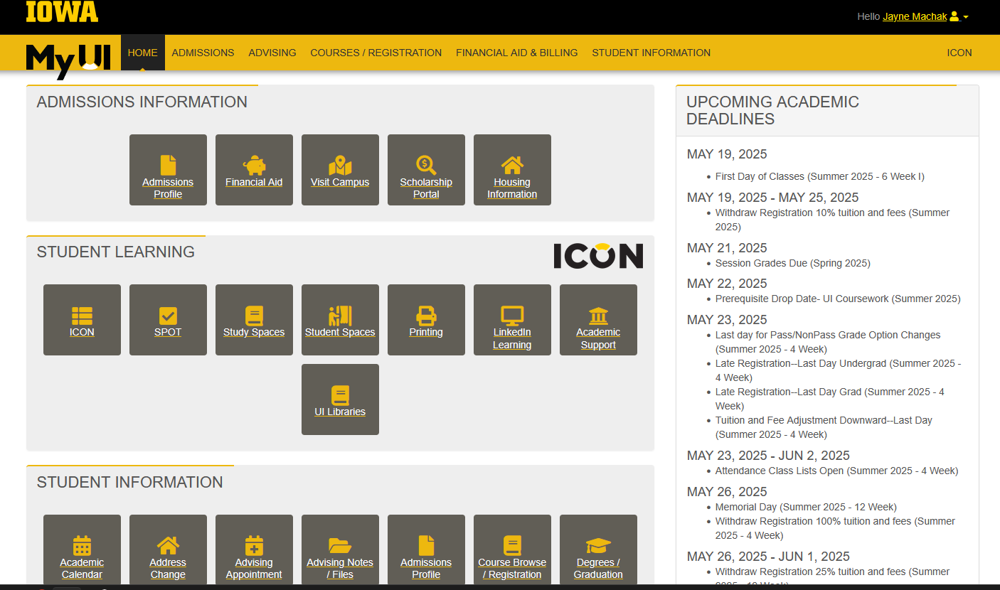 IOWA
Hello Jayne Machak
MyUI
HOME
ADMISSIONS
ADVISING
COURSES / REGISTRATION
FINANCIAL AID & BILLING
STUDENT INFORMATION
ICON
ADMISSIONS INFORMATION
Admissions
Profile
Financial Aid
Visit Campus
Scholarship
Portal
Housing
Information
STUDENT LEARNING
ICON
ICON
SPOT
Study Spaces
Student Spaces
Printing
LinkedIn
Learning
Academic
Support
UI Libraries
STUDENT INFORMATION
Academic
Calendar
Address
Change
Advising
Appointment
Advising Notes
/ Files
Admissions
Profile
Course Browse
/ Registration
Degrees /
Graduation
UPCOMING ACADEMIC
DEADLINES
MAY 19, 2025
First Day of Classes (Summer 2025 - 6 Week I)
MAY 19, 2025 - MAY 25, 2025
Withdraw Registration 10% tuition and fees (Summer
2025)
MAY 21, 2025
Session Grades Due (Spring 2025)
MAY 22, 2025
Prerequisite Drop Date- UI Coursework (Summer 2025)
MAY 23, 2025
Last day for Pass/NonPass Grade Option Changes
(Summer 2025 - 4 Week)
Late Registration--Last Day Undergrad (Summer 2025 -
4 Week)
Late Registration--Last Day Grad (Summer 2025 - 4
Week)
Tuition and Fee Adjustment Downward--Last Day
(Summer 2025 - 4 Week)
MAY 23, 2025 - JUN 2, 2025
Attendance Class Lists Open (Summer 2025 - 4 Week)
MAY 26, 2025
Memorial Day (Summer 2025 - 12 Week)
Withdraw Registration 100% tuition and fees (Summer
2025 - 4 Week)
MAY 26, 2025 - JUN 1, 2025
Withdraw Registration 25% tuition and fees (Summer